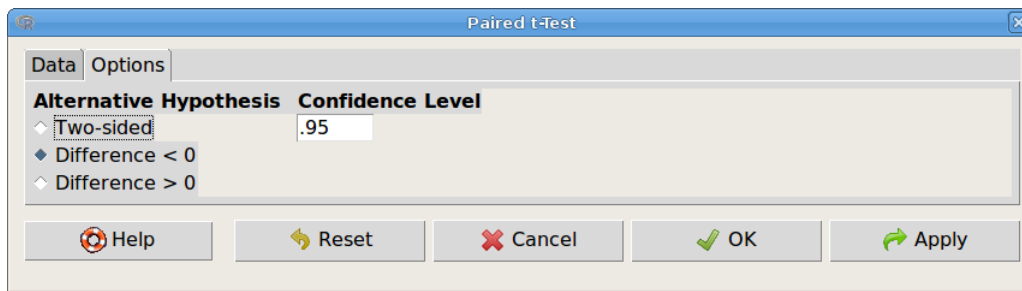 Paired t-Test
Data Options
Alternative Hypothesis Confidence Level
Two-sided .95
Difference < 0
Difference > 0
Help Reset Cancel OK Apply